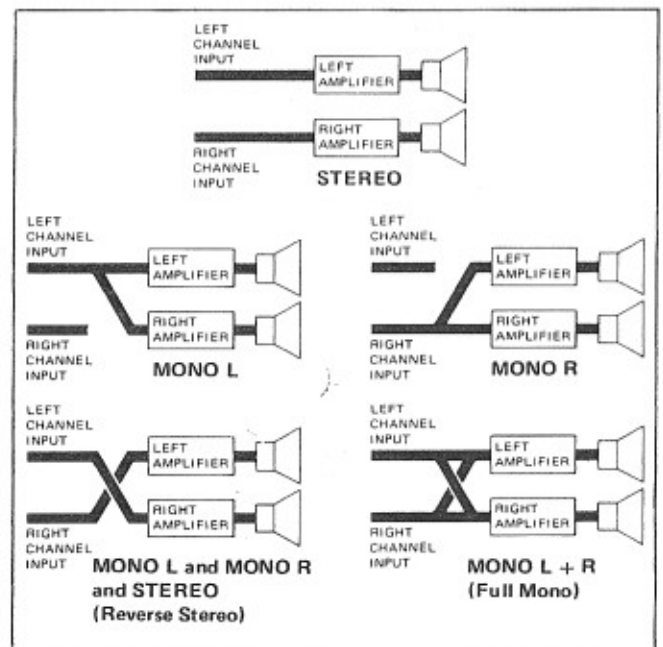 LEFT
CHANNEL
INPUT
LEFT
AMPLIFIER
RIGHT
AMPLIFIER
RIGHT
CHANNEL
INPUT
STEREO
LEFT
CHANNEL
INPUT
LEFT
AMPLIFIER
RIGHT
AMPLIFIER
RIGHT
CHANNEL
INPUT
MONO L
LEFT
CHANNEL
INPUT
LEFT
AMPLIFIER
RIGHT
AMPLIFIER
RIGHT
CHANNEL
INPUT
MONO R
LEFT
CHANNEL
INPUT
LEFT
AMPLIFIER
RIGHT
AMPLIFIER
RIGHT
CHANNEL
INPUT
MONO L and MONO R
and STEREO
(Reverse Stereo)
LEFT
CHANNEL
INPUT
LEFT
AMPLIFIER
RIGHT
AMPLIFIER
RIGHT
CHANNEL
INPUT
MONO L + R
(Full Mono)